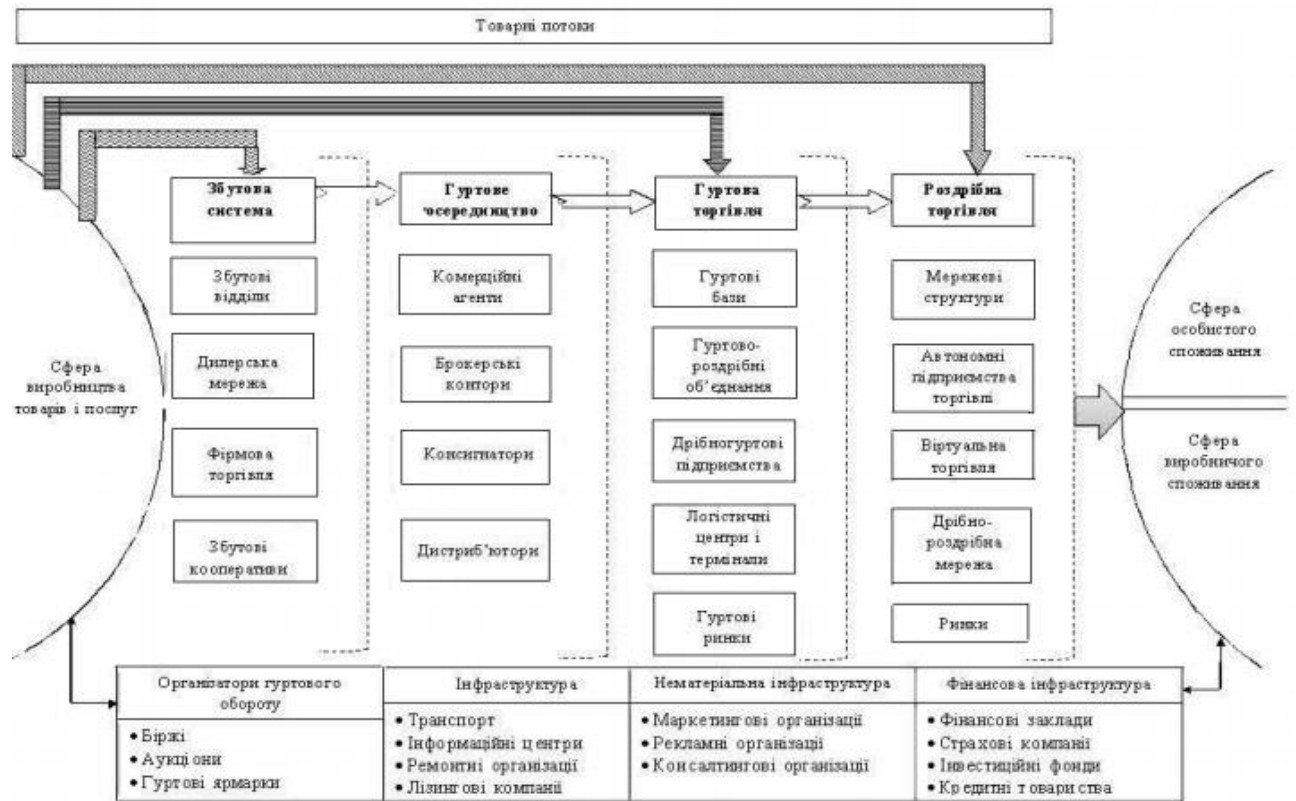 Товарні потоки
Збутова
система
Гуртове
посередництво
Гуртова
торгівля
Роздрібна
торгівля
Збутові
відділи
Комерційні
агенти
Гуртові
бази
Мережеві
структури
Сфера
особистого
споживання
Сфера
виробництва
товарів і послуг
Дилерська
мережа
Брокерські
контори
Гуртово-
роздрібні
об’єднання
Автономні
підприємства
торгівлі
Фірмова
торгівля
Консигнатори
Дрібногуртові
підприємства
Віртуальна
торгівля
Сфера
виробничого
споживання
Збутові
кооперативи
Дистриб’ютори
Логістичні
центри і
термінали
Дрібно-
роздрібна
мережа
Гуртові
ринки
Ринки
Організатори гуртового
обороту
• Біржі
• Аукціони
• Гуртові ярмарки
Інфраструктура
• Транспорт
• Інформаційні центри
• Ремонтні організації
• Лізингові компанії
Нематеріальна інфраструктура
• Маркетингові організації
• Рекламні організації
• Консалтингові організації
Фінансова інфраструктура
• Фінансові заклади
• Страхові компанії
• Інвестиційні фонди
• Кредитні товариства